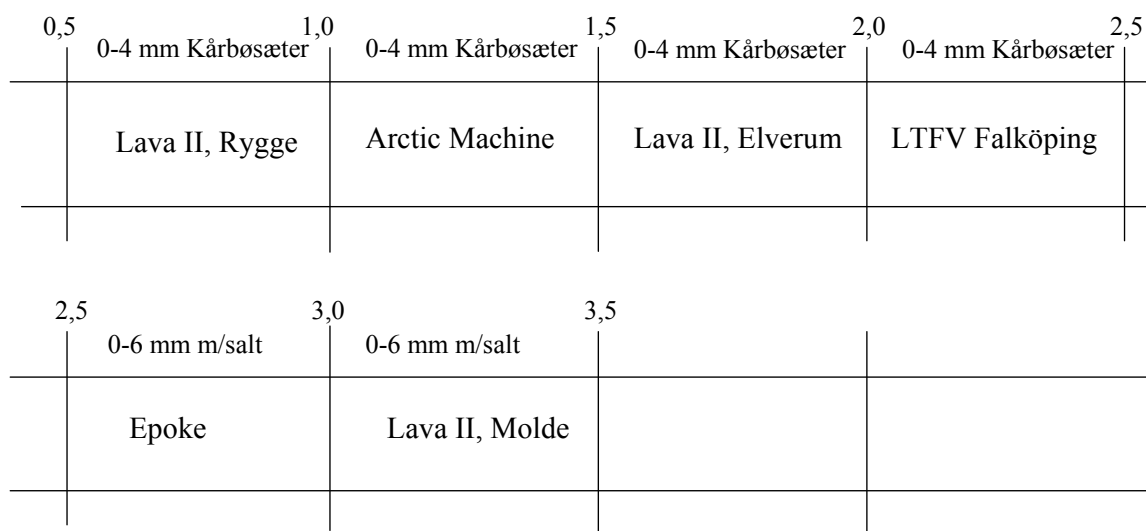 0,5 1,0 1,5 2,0 2,5
0-4 mm Kårbøsæter 0-4 mm Kårbøsæter 0-4 mm Kårbøsæter 0-4 mm Kårbøsæter
Lava II, Rygge Arctic Machine Lava II, Elverum LTFV Falköping
2,5 3,0 3,5
0-6 mm m/salt 0-6 mm m/salt
Epoke Lava II, Molde